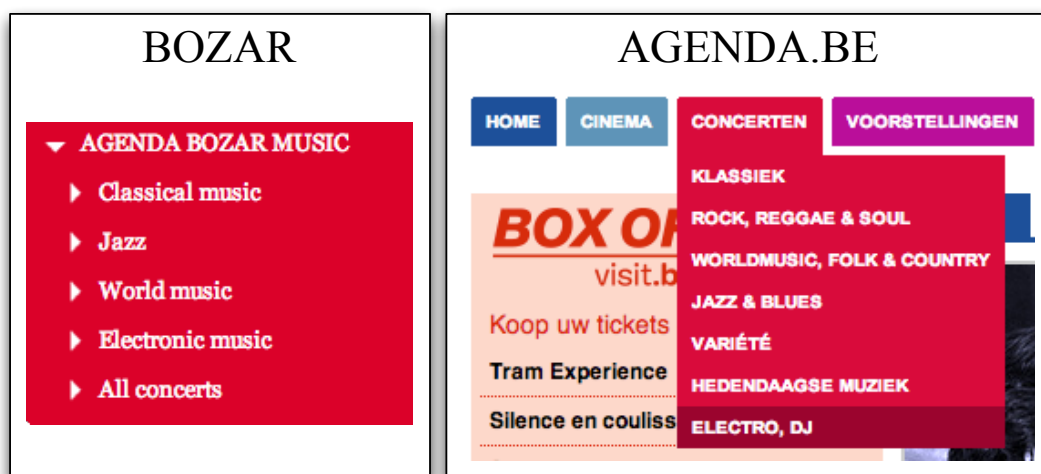 BOZAR
AGENDA BOZAR MUSIC
Classical music
Jazz
World music
Electronic music
All concerts
AGENDA.BE
HOME CINEMA CONCERTEN VOORSTELLINGEN
KLASSIEK
ROCK, REGGAE & SOUL
WORLDMUSIC, FOLK & COUNTRY
JAZZ & BLUES
VARIÉTÉ
HEDENDAAGSE MUZIEK
ELECTRO, DJ
BOX
visit.b
Koop uw tickets
Tram Experience
Silence en couliss